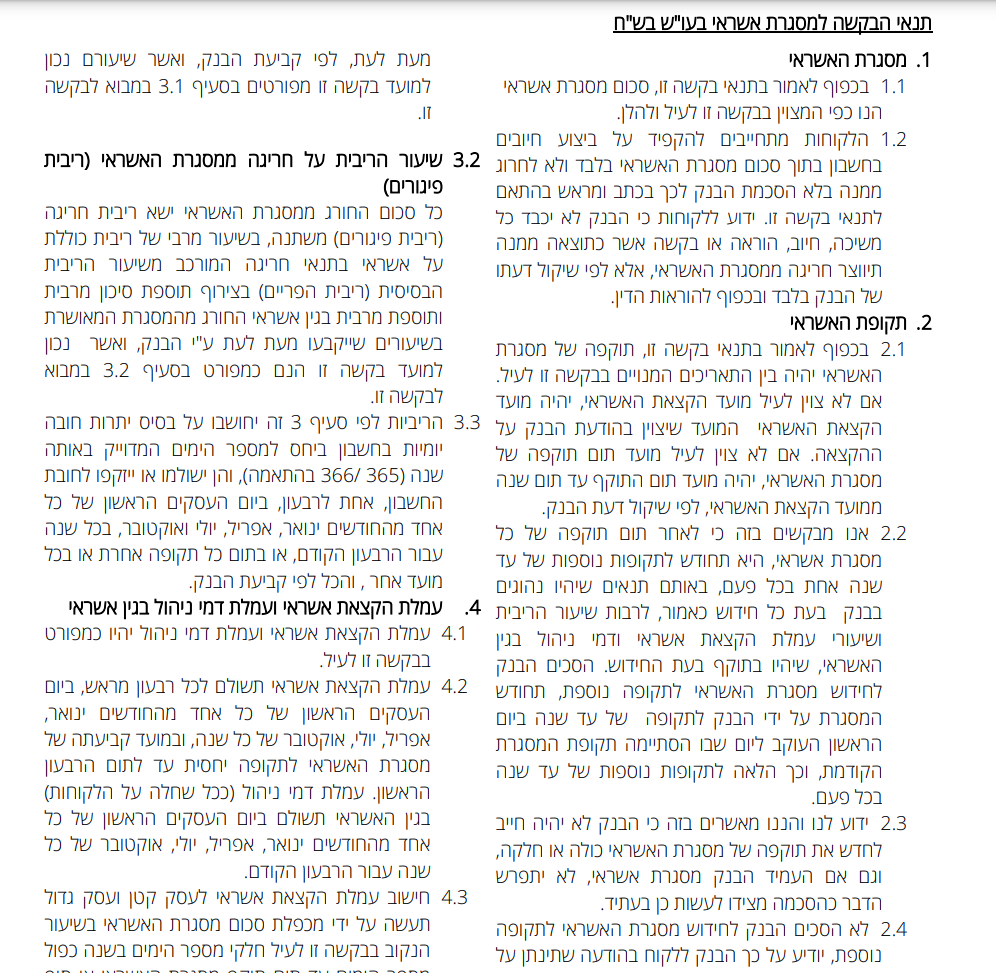 תנאי הבקשה למסגרת אשראי בעו"ש בש"ח
1. מסגרת האשראי
1.1 בכפוף לאמור בתנאי בקשה זו, סכום מסגרת אשראי
הנו כפי המצוין בבקשה זו לעיל ולהלן.
1.2 הלקוחות מתחייבים להקפיד על ביצוע חיובים
בחשבון בתוך סכום מסגרת האשראי בלבד ולא לחרוג
ממנה בלא הסכמת הבנק לכך בכתב ומראש בהתאם
לתנאי בקשה זו. ידוע ללקוחות כי הבנק לא יכבד כל
משיכה, חיוב, הוראה או בקשה אשר כתוצאה ממנה
תיווצר חריגה ממסגרת האשראי, אלא לפי שיקול דעתו
של הבנק בלבד ובכפוף להוראות הדין.
2. תקופת האשראי
2.1 בכפוף לאמור בתנאי בקשה זו, תוקפה של מסגרת
האשראי יהיה בין התאריכים המנויים בבקשה זו לעיל.
אם לא צוין לעיל מועד הקצאת האשראי, יהיה מועד
הקצאת האשראי המועד שיצוין בהודעת הבנק על
ההקצאה. אם לא צוין לעיל מועד תום תוקפה של
מסגרת האשראי, יהיה מועד תום התוקף עד תום שנה
ממועד הקצאת האשראי, לפי שיקול דעת הבנק.
2.2 אנו מבקשים בזה כי לאחר תום תוקפה של כל
מסגרת אשראי, היא תחודש לתקופות נוספות של עד
שנה אחת בכל פעם, באותם תנאים שיהיו נהוגים
בבנק בעת כל חידוש כאמור, לרבות שיעור הריבית
ושיעורי עמלת הקצאת אשראי ודמי ניהול בגין
האשראי, שיהיו בתוקף בעת החידוש. הסכים הבנק
לחידוש מסגרת האשראי לתקופה נוספת, תחודש
המסגרת על ידי הבנק לתקופה של עד שנה ביום
הראשון העוקב ליום שבו הסתיימה תקופת המסגרת
הקודמת, וכך הלאה לתקופות נוספות של עד שנה
בכל פעם.
2.3 ידוע לנו והננו מאשרים בזה כי הבנק לא יהיה חייב
לחדש את תוקפה של מסגרת האשראי כולה או חלקה,
וגם אם העמיד הבנק מסגרת אשראי, לא יתפרש
הדבר כהסכמה מצידו לעשות כן בעתיד.
2.4 לא הסכים הבנק לחידוש מסגרת האשראי לתקופה
נוספת, יודיע על כך הבנק ללקוח בהודעה שתינתן על
מעת לעת, לפי קביעת הבנק, ואשר שיעורם נכון
למועד בקשה זו מפורטים בסעיף 3.1 במבוא לבקשה
זו.
3.2 שיעור הריבית על חריגה ממסגרת האשראי (ריבית
פיגורים)
כל סכום החורג ממסגרת האשראי ישא ריבית חריגה
(ריבית פיגורים) משתנה, בשיעור מרבי של ריבית כוללת
על אשראי בתנאי חריגה המורכב משיעור הריבית
הבסיסית (ריבית הפריים) בצירוף תוספת סיכון מרבית
ותוספת מרבית בגין אשראי החורג מהמסגרת המאושרת
בשיעורים שייקבעו מעת לעת ע"י הבנק, ואשר נכון
למועד בקשה זו הנם כמפורט בסעיף 3.2 במבוא
לבקשה זו.
3.3 הריביות לפי סעיף 3 זה יחושבו על בסיס יתרות חובה
יומיות בחשבון ביחס למספר הימים המדוייק באותה
שנה (365 /366 בהתאמה), והן ישולמו או ייזקפו לחובת
החשבון, אחת לרבעון, ביום העסקים הראשון של כל
אחד מהחודשים ינואר, אפריל, יולי ואוקטובר, בכל שנה
עבור הרבעון הקודם, או בתום כל תקופה אחרת או בכל
מועד אחר , והכל לפי קביעת הבנק.
4. עמלת הקצאת אשראי ועמלת דמי ניהול בגין אשראי
4.1 עמלת הקצאת אשראי ועמלת דמי ניהול יהיו כמפורט
בבקשה זו לעיל.
4.2 עמלת הקצאת אשראי תשולם לכל רבעון מראש, ביום
העסקים הראשון של כל אחד מהחודשים ינואר,
אפריל, יולי, אוקטובר של כל שנה, ובמועד קביעתה של
מסגרת האשראי לתקופה יחסית עד לתום הרבעון
הראשון. עמלת דמי ניהול (ככל שחלה על הלקוחות)
בגין האשראי תשולם ביום העסקים הראשון של כל
אחד מהחודשים ינואר, אפריל, יולי, אוקטובר של כל
שנה עבור הרבעון הקודם.
4.3 חישוב עמלת הקצאת אשראי לעסק קטן ועסק גדול
תעשה על ידי מכפלת סכום מסגרת האשראי בשיעור
הנקוב בבקשה זו לעיל חלקי מספר הימים בשנה כפול